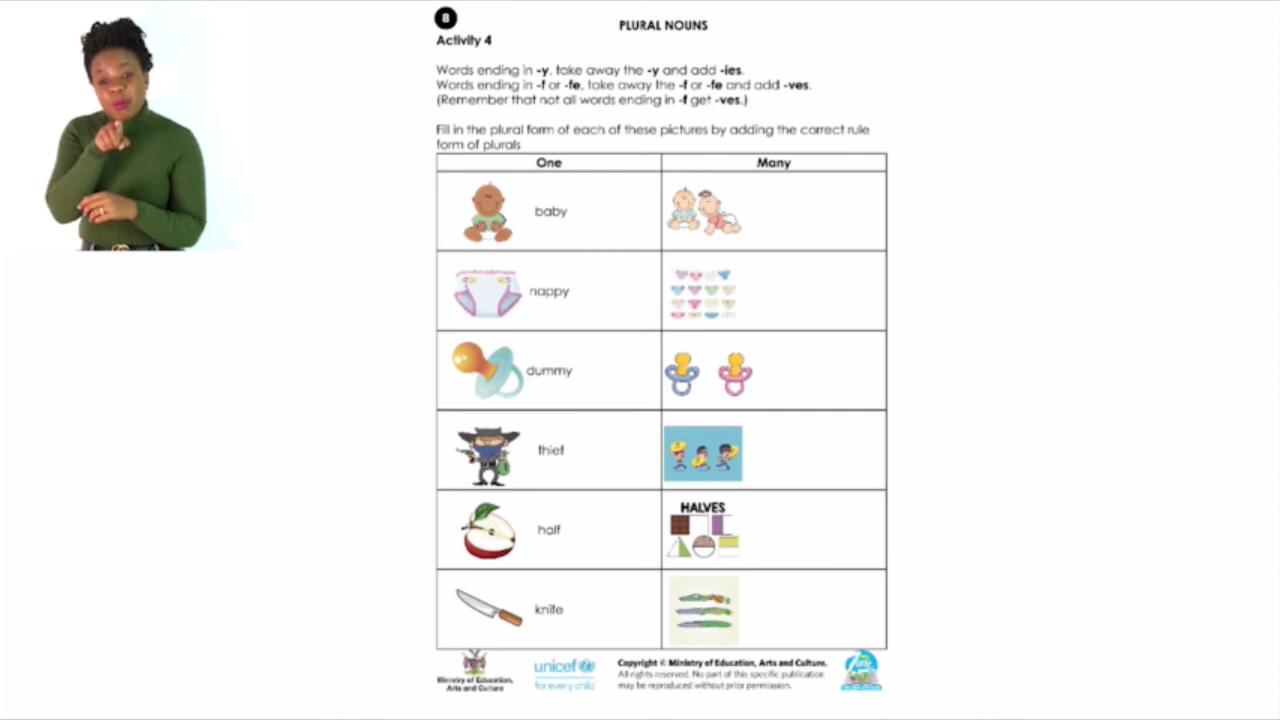 8
PLURAL NOUNS
Activity 4
Words ending in -y, take away the -y and add -ies.
Words ending in -f or -fe, take away the -f or -fe and add -ves.
(Remember that not all words ending in -f get -ves.)
Fill in the plural form of each of these pictures by adding the correct rule
form of plurals
One Many
baby
nappy
dummy
thief
half HALVES
knife
Ministry of Education,
Arts and Culture
unicef
for every child
Copyright © Ministry of Education, Arts and Culture.
All rights reserved. No part of this specific publication
may be reproduced without prior permission.